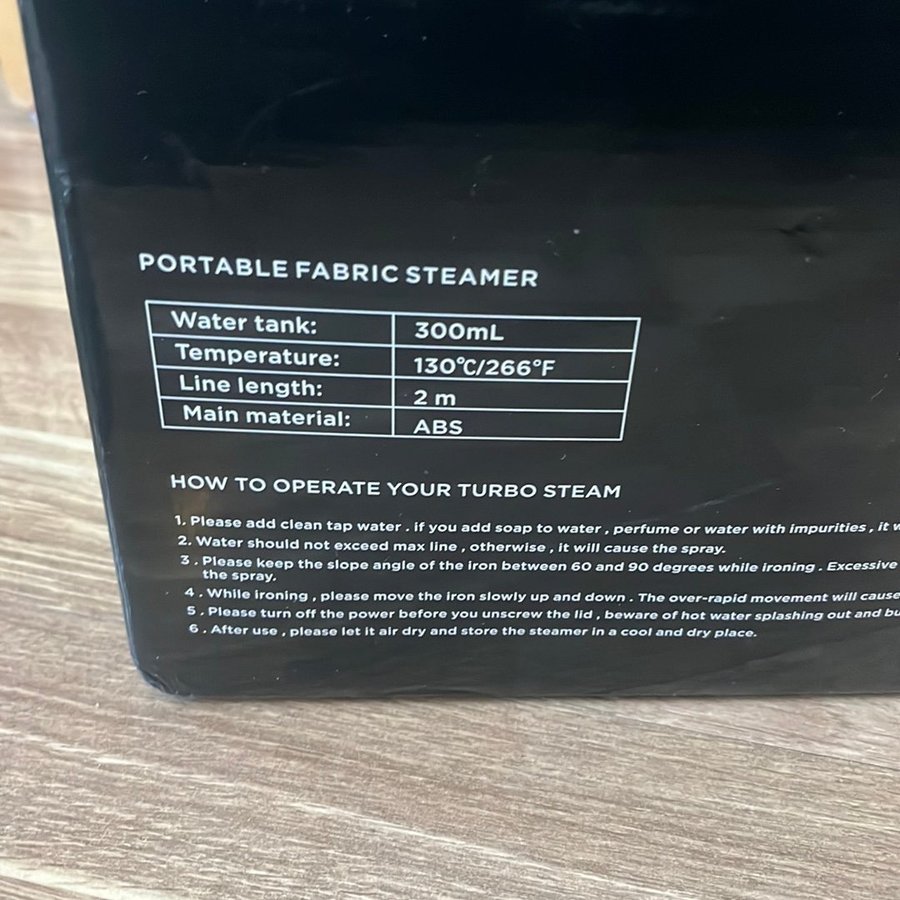 PORTABLE FABRIC STEAMER
Water tank: 300mL
Temperature: 130℃/266°F
Line length: 2 m
Main material: ABS
HOW TO OPERATE YOUR TURBO STEAM
1. Please add clean tap water . if you add soap to water , perfume or water with impurities , it
2. Water should not exceed max line , otherwise , it will cause the spray.
3 . Please keep the slope angle of the iron between 60 and 90 degrees while ironing . Excessive
the spray.
4 . While ironing , please move the iron slowly up and down . The over-rapid movement will cause
5 . Please turn off the power before you unscrew the lid , beware of hot water splashing out and
6 . After use , please let it air dry and store the steamer in a cool and dry place.